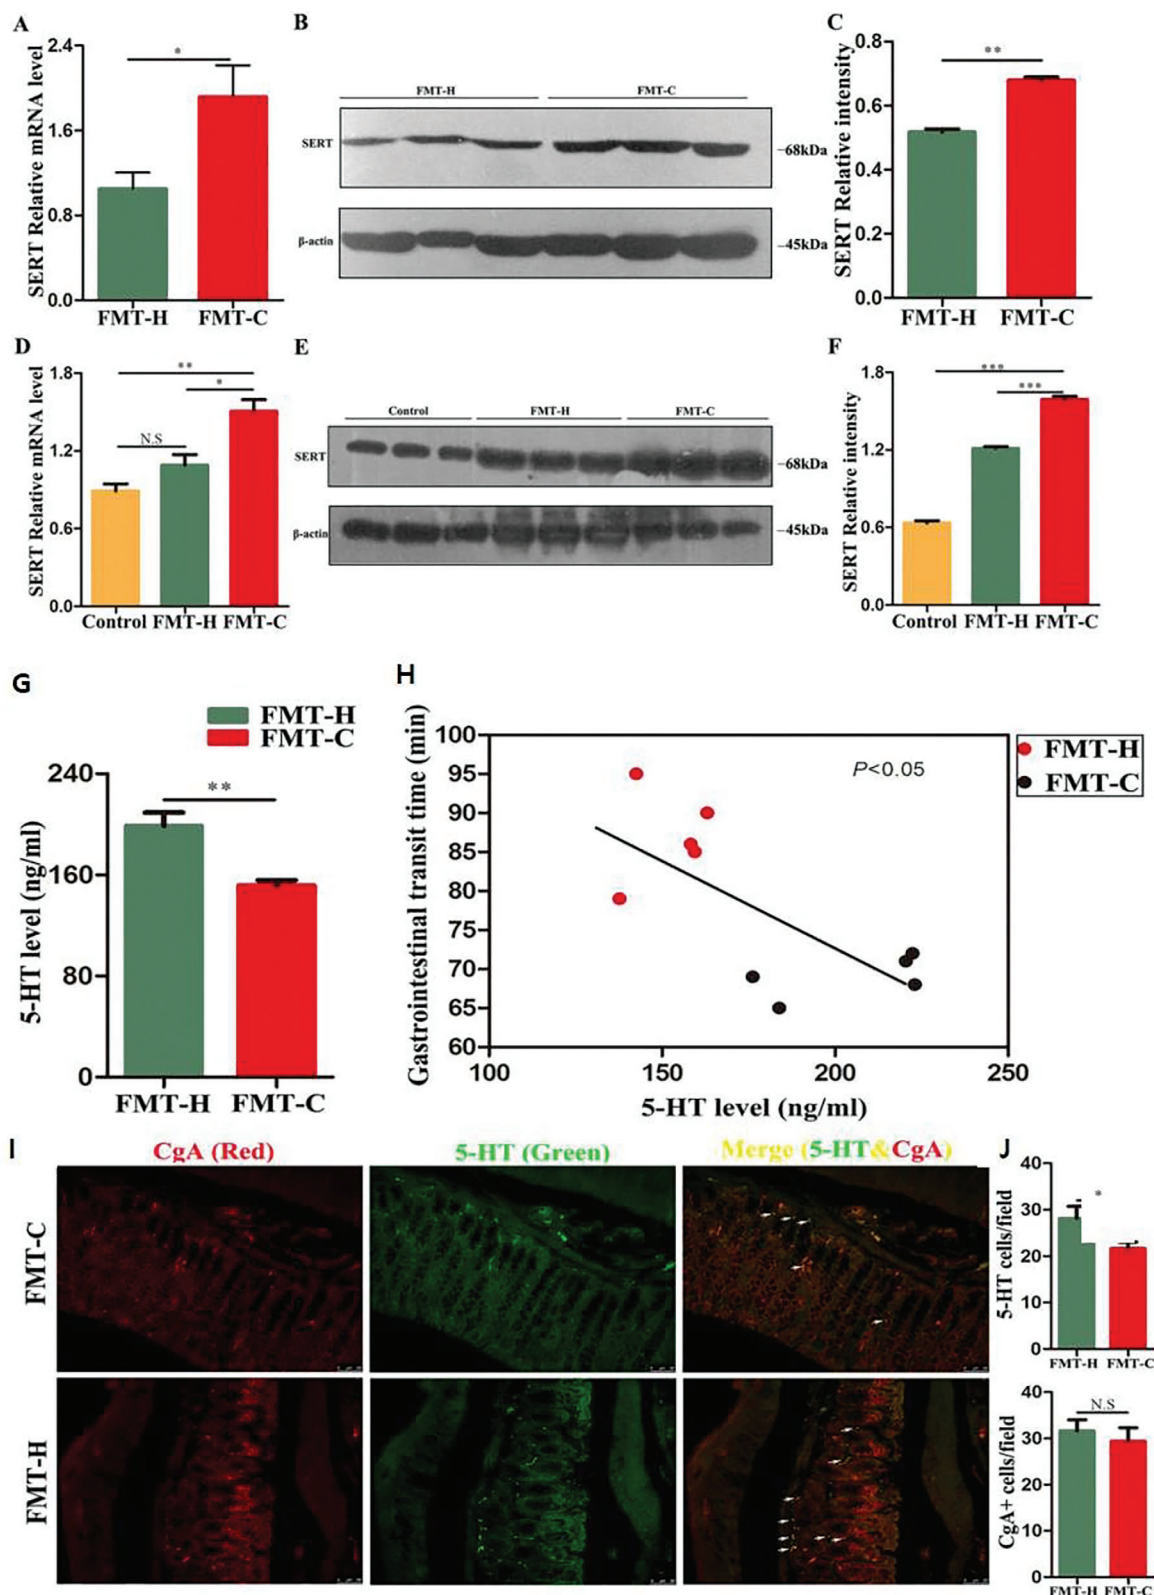 A
SERT Relative mRNA level
2.4
1.6
0.8
0.0
*
FMT-H FMT-C
B
FMT-H FMT-C
SERT
–68kDa
β-actin
–45kDa
C
SERT Relative intensity
0.8
0.6
0.4
0.2
0.0
**
FMT-H FMT-C
D
SERT Relative mRNA level
1.8
1.2
0.6
0.0
**
*
N.S
Control FMT-H FMT-C
E
Control FMT-H FMT-C
SERT
–68kDa
β-actin
–45kDa
F
SERT Relative intensity
1.8
1.2
0.6
0.0
***
***
Control FMT-H FMT-C
G
FMT-H
FMT-C
5-HT level (ng/ml)
240
160
80
0
**
FMT-H FMT-C
H
Gastrointestinal transit time (min)
100
95
90
85
80
75
70
65
60
P<0.05
FMT-H
FMT-C
100 150 200 250
5-HT level (ng/ml)
I
CgA (Red) 5-HT (Green) Merge (5-HT&CgA)
FMT-C
FMT-H
J
5-HT cells/field
40
30
20
10
0
*
FMT-H FMT-C
CgA+ cells/field
40
30
20
10
0
N.S
FMT-H FMT-C